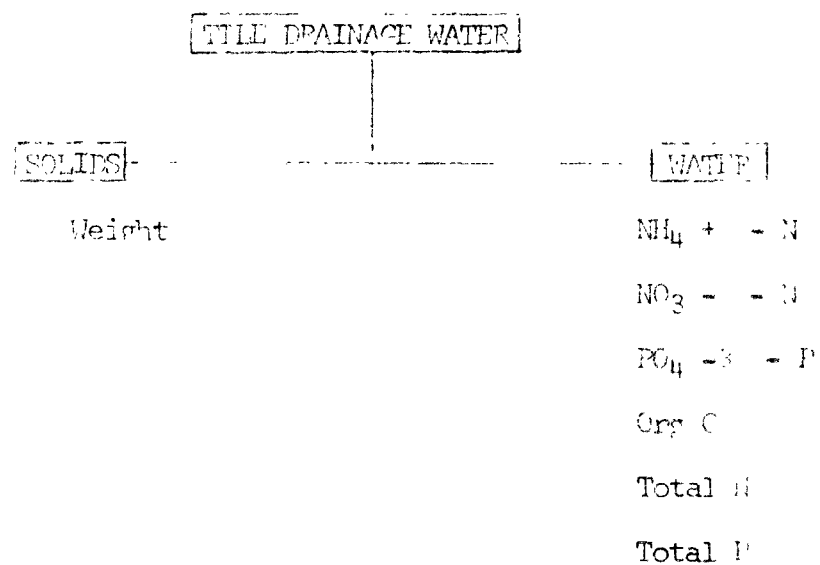 TILE DRAINAGE WATER
SOLIDS
WATER
Weight
NH4 + - N
NO3 - - N
PO4 -3 - P
Org C
Total N
Total P